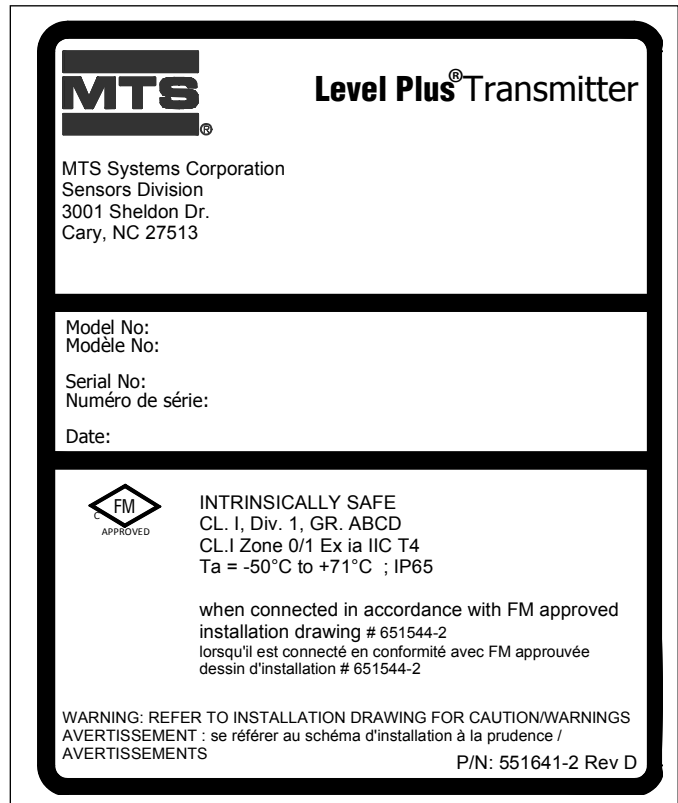 MTS®
Level Plus® Transmitter
MTS Systems Corporation
Sensors Division
3001 Sheldon Dr.
Cary, NC 27513
Model No:
Modèle No:
Serial No:
Numéro de série:
Date:
C FM
APPROVED
INTRINSICALLY SAFE
CL. I, Div. 1, GR. ABCD
CL.I Zone 0/1 Ex ia IIC T4
Ta = -50°C to +71°C ; IP65
when connected in accordance with FM approved
installation drawing # 651544-2
lorsqu'il est connecté en conformité avec FM approuvée
dessin d'installation # 651544-2
WARNING: REFER TO INSTALLATION DRAWING FOR CAUTION/WARNINGS
AVERTISSEMENT : se référer au schéma d'installation à la prudence /
AVERTISSEMENTS
P/N: 551641-2 Rev D